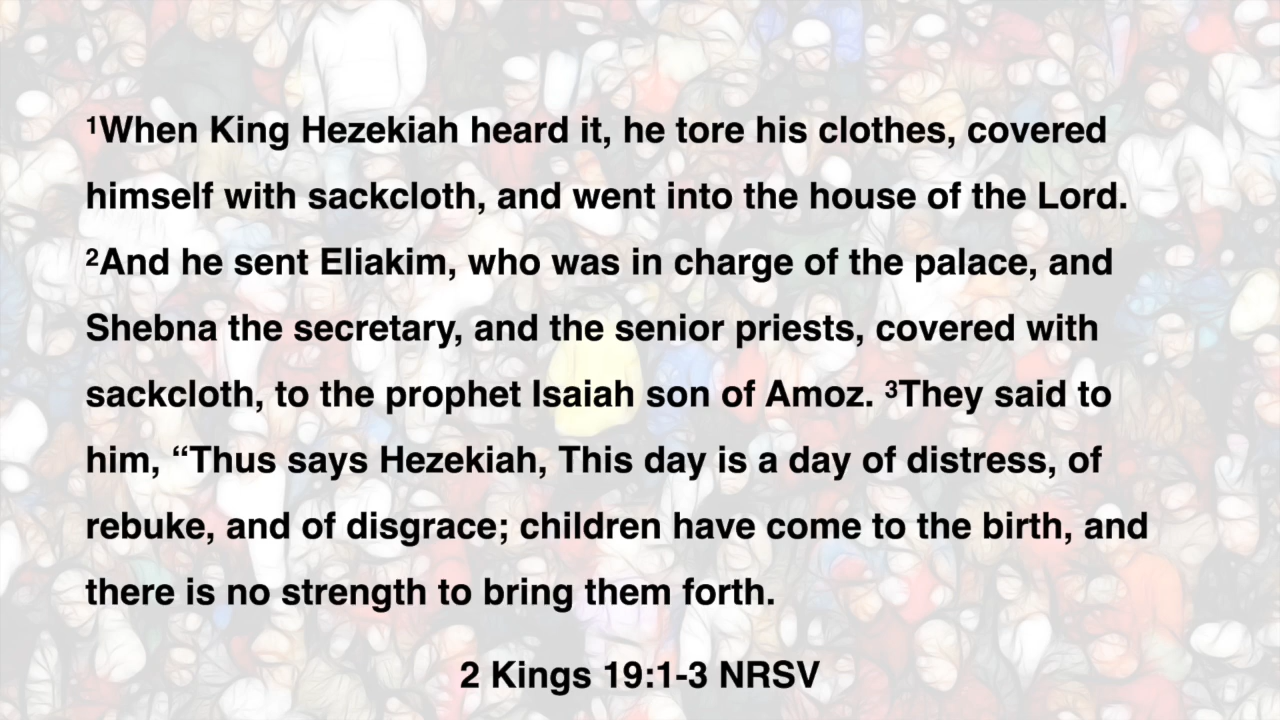 ¹When King Hezekiah heard it, he tore his clothes, covered
himself with sackcloth, and went into the house of the Lord.
²And he sent Eliakim, who was in charge of the palace, and
Shebna the secretary, and the senior priests, covered with
sackcloth, to the prophet Isaiah son of Amoz. ³They said to
him, “Thus says Hezekiah, This day is a day of distress, of
rebuke, and of disgrace; children have come to the birth, and
there is no strength to bring them forth.
2 Kings 19:1-3 NRSV